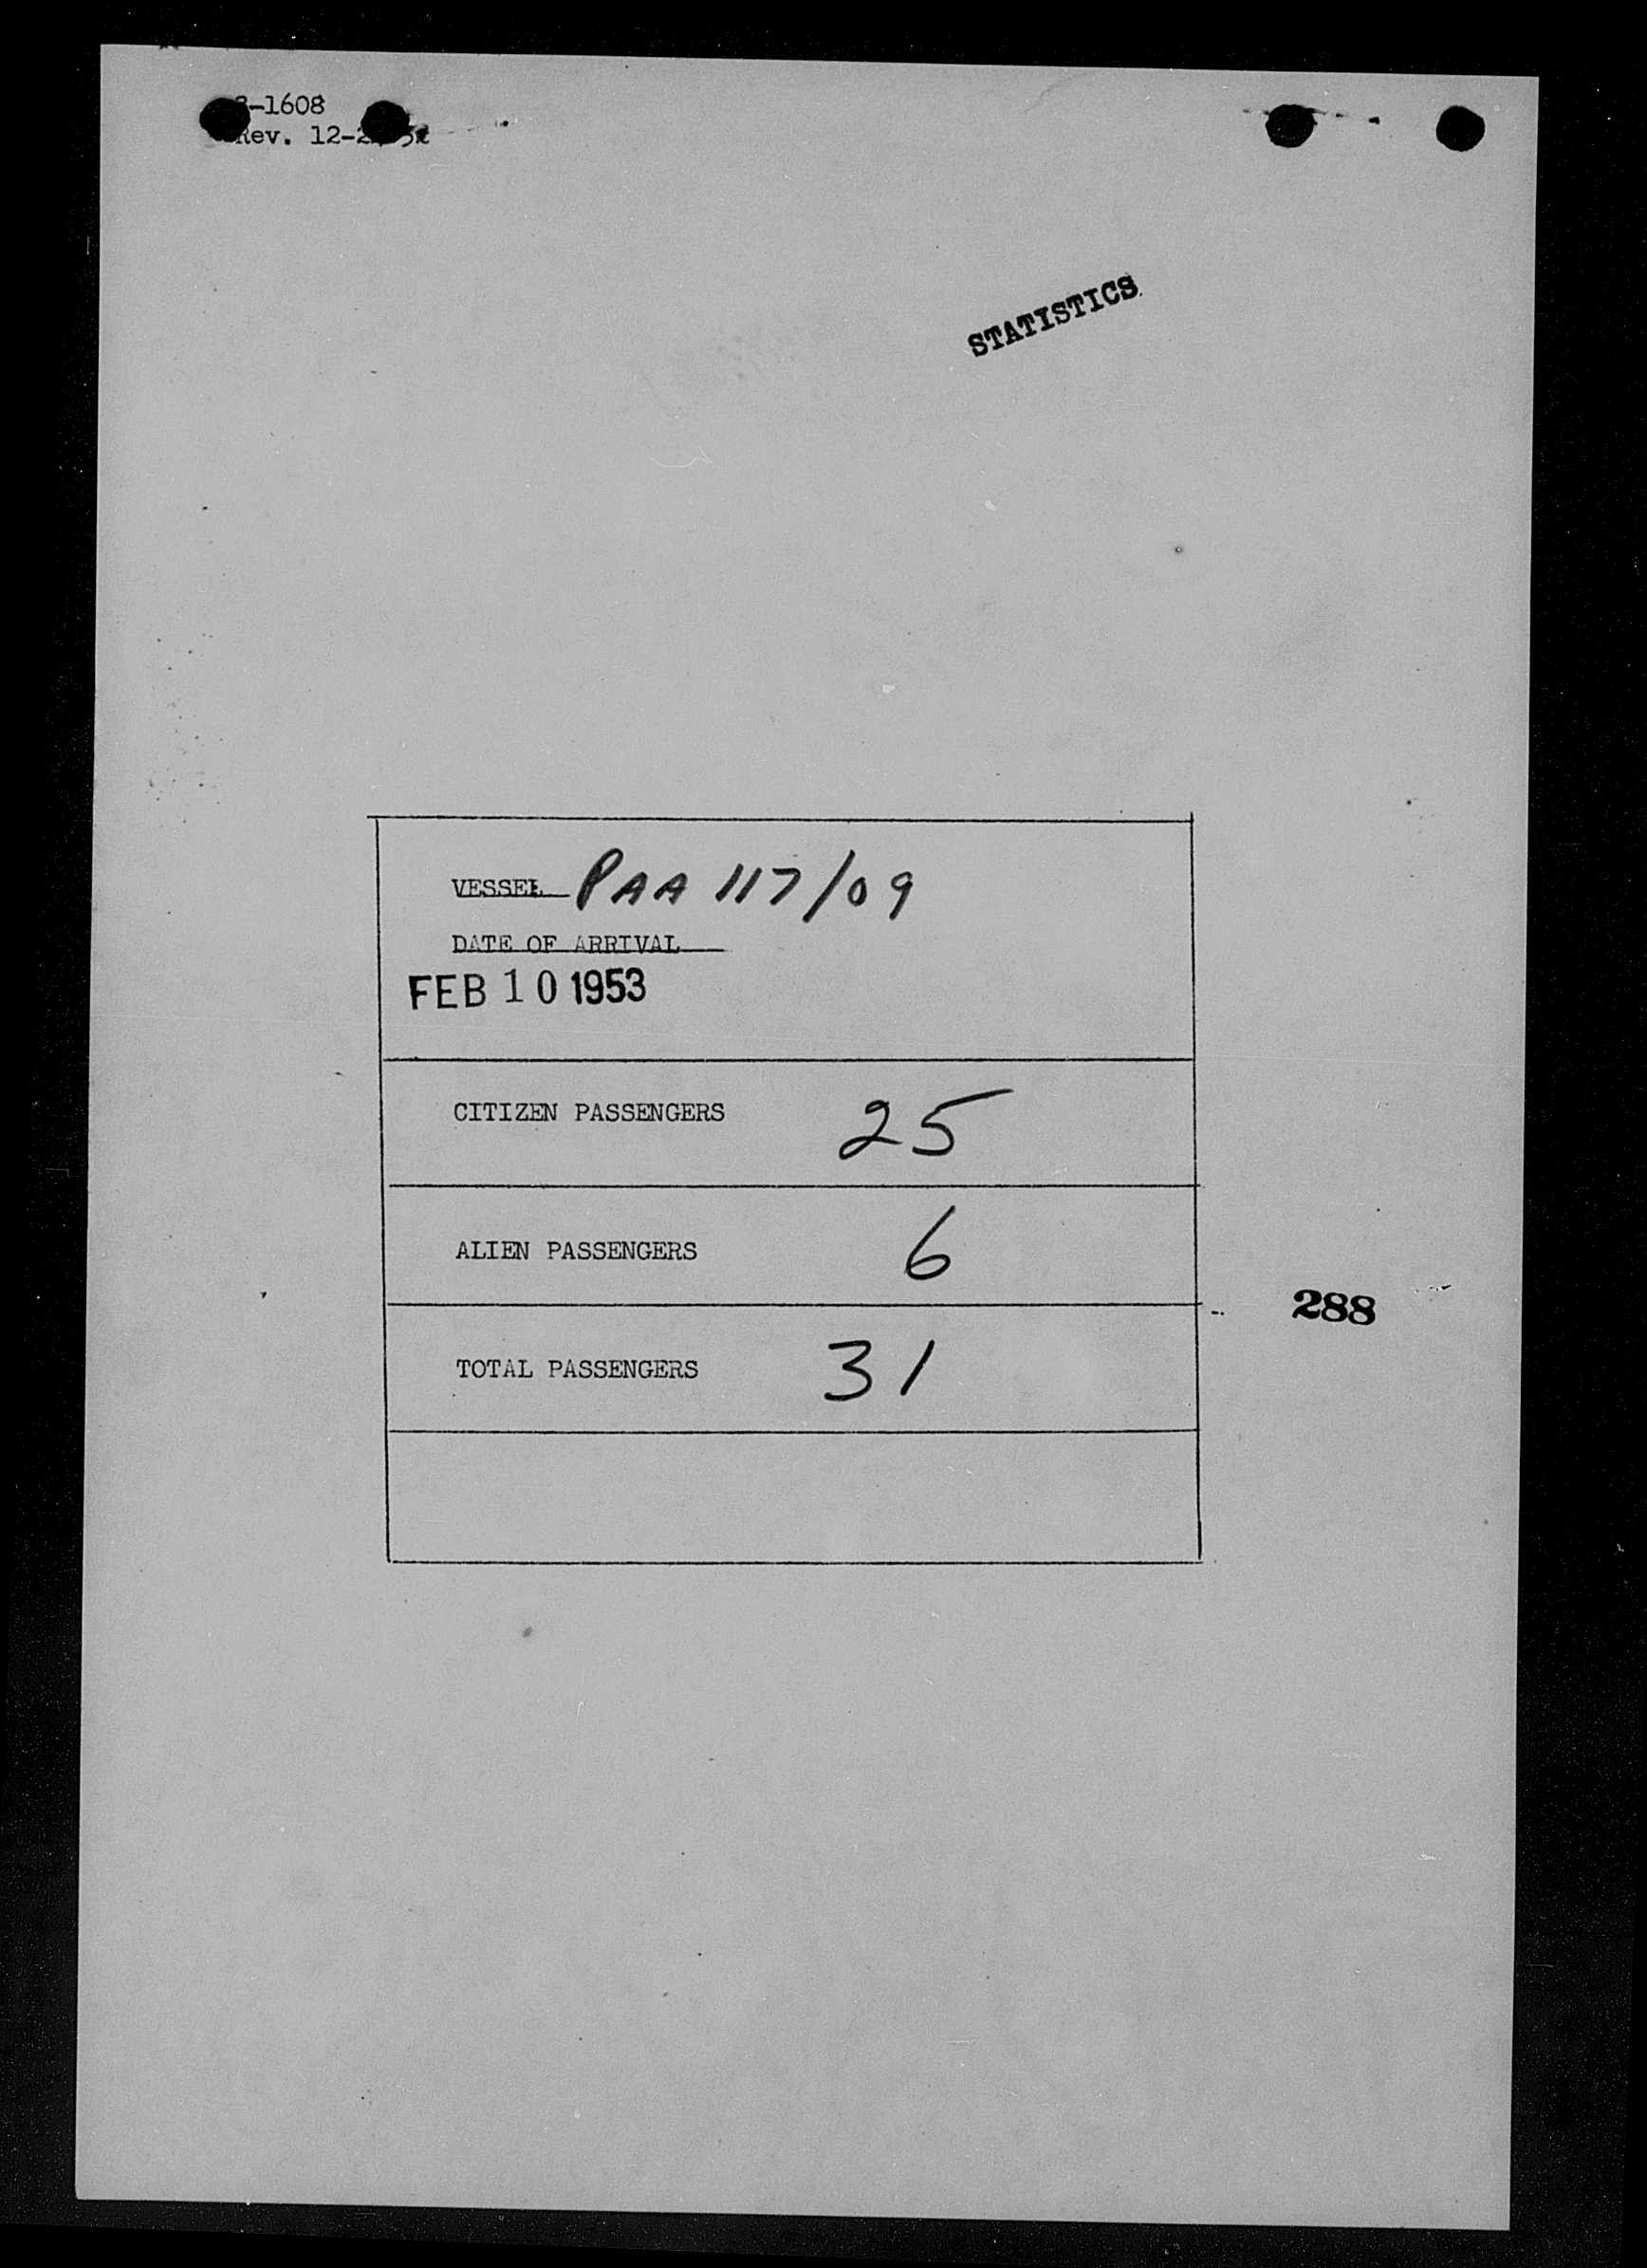 -1608
Rev. 12-2
STATISTICS
VESSEL PAA 117/09
DATE OF ARRIVAL
FEB 10 1953
CITIZEN PASSENGERS 25
ALIEN PASSENGERS 6
288
TOTAL PASSENGERS 31